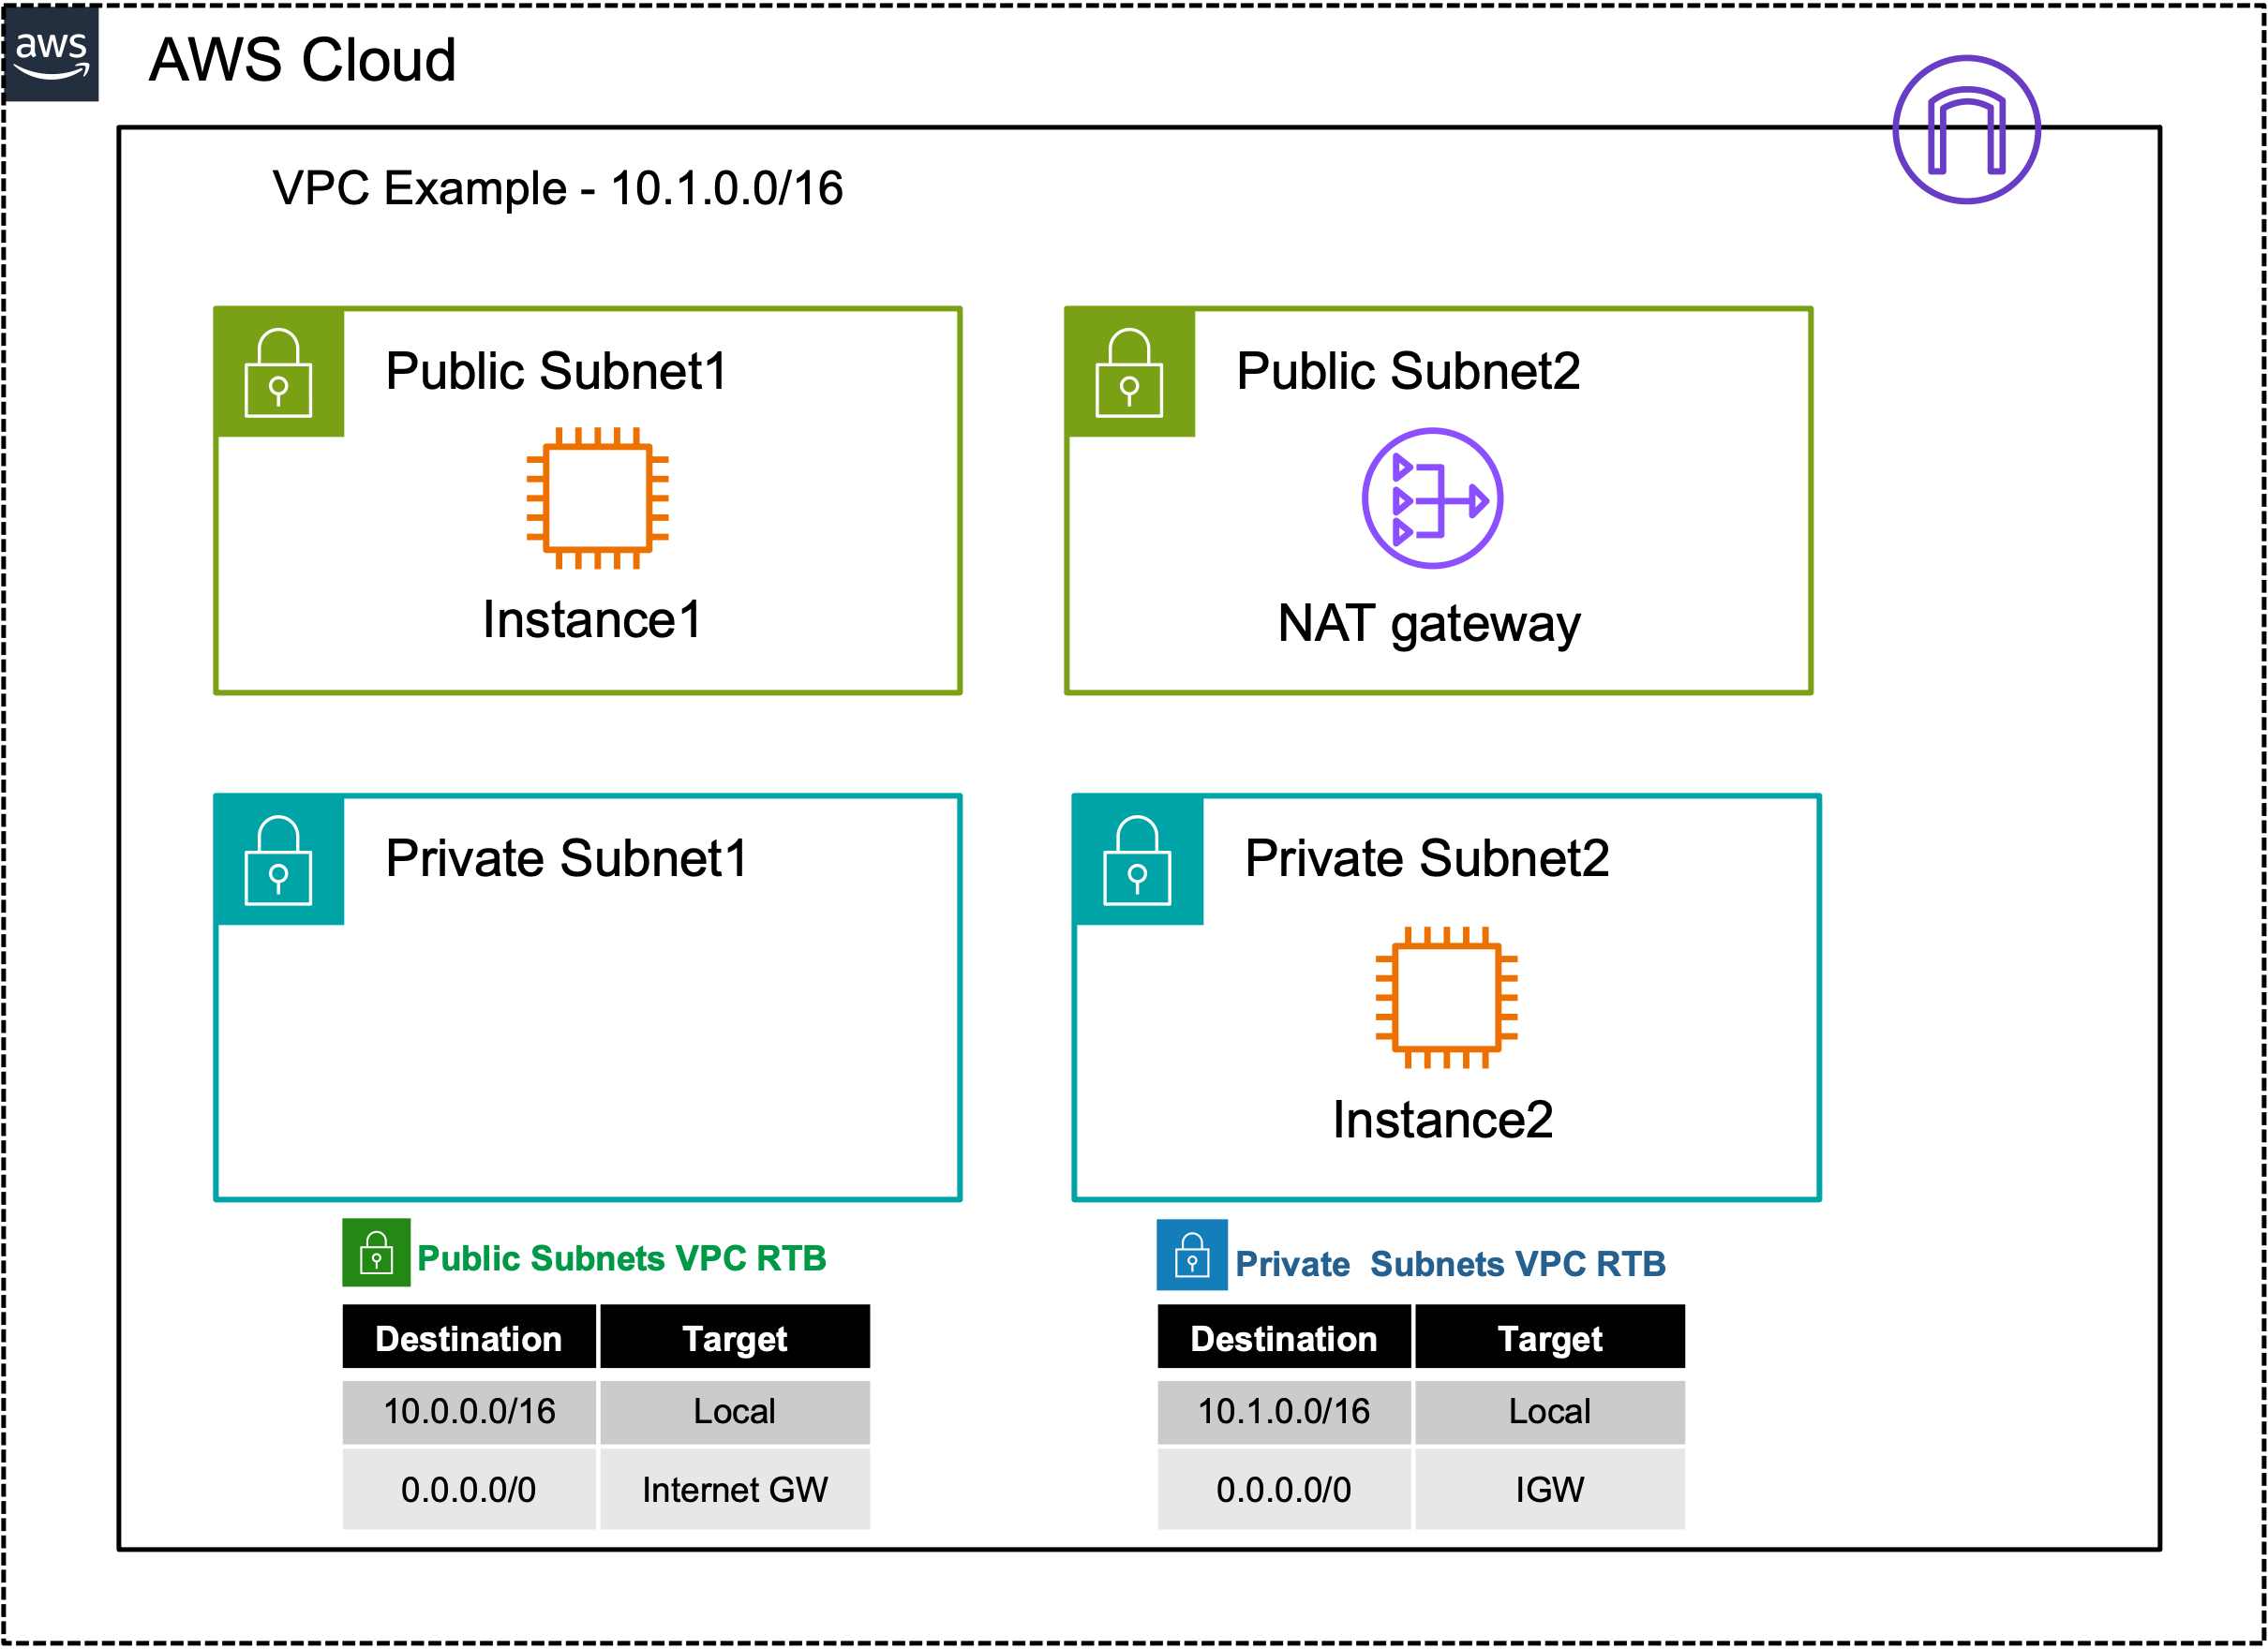 aws
AWS Cloud
VPC Example - 10.1.0.0/16
Public Subnet1
Public Subnet2
Instance1
NAT gateway
Private Subnet1
Private Subnet2
Instance2
Public Subnets VPC RTB
Destination Target
10.0.0.0/16 Local
0.0.0.0/0 Internet GW
Private Subnets VPC RTB
Destination Target
10.1.0.0/16 Local
0.0.0.0/0 IGW